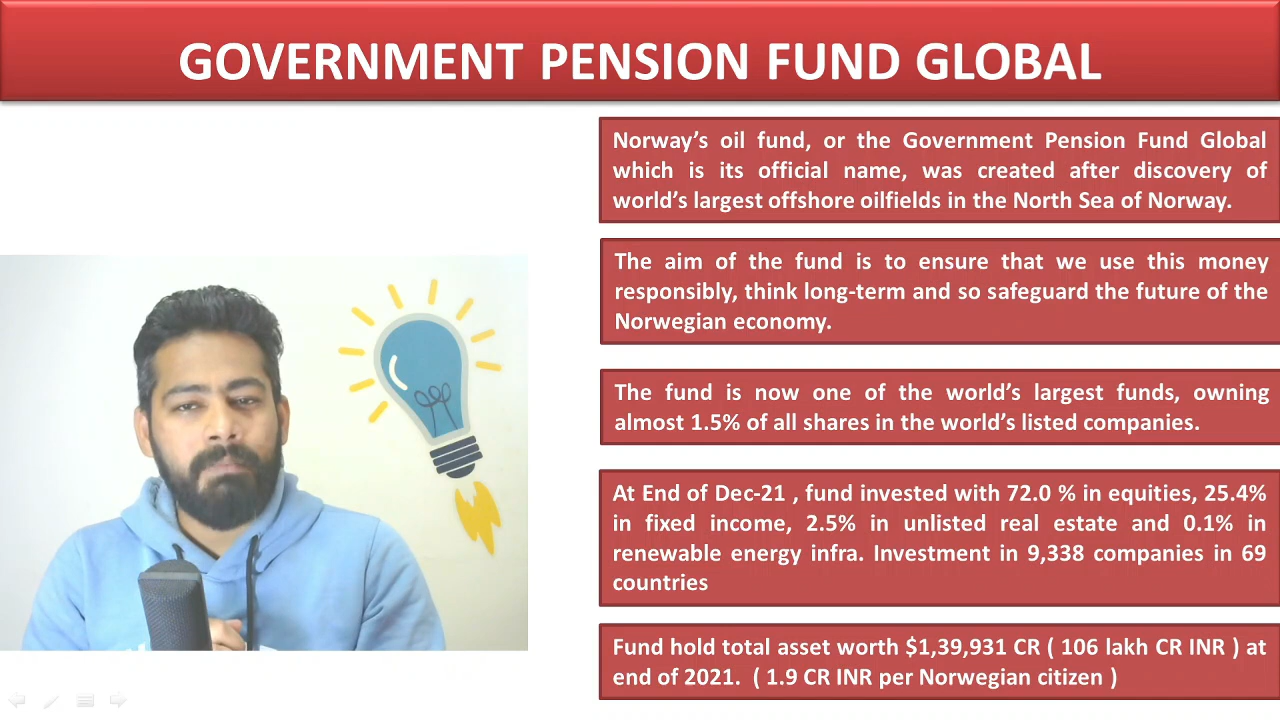 GOVERNMENT PENSION FUND GLOBAL
Norway’s oil fund, or the Government Pension Fund Global
which is its official name, was created after discovery of
world’s largest offshore oilfields in the North Sea of Norway.
The aim of the fund is to ensure that we use this money
responsibly, think long-term and so safeguard the future of the
Norwegian economy.
The fund is now one of the world’s largest funds, owning
almost 1.5% of all shares in the world’s listed companies.
At End of Dec-21 , fund invested with 72.0 % in equities, 25.4%
in fixed income, 2.5% in unlisted real estate and 0.1% in
renewable energy infra. Investment in 9,338 companies in 69
countries
Fund hold total asset worth $1,39,931 CR ( 106 lakh CR INR ) at
end of 2021. ( 1.9 CR INR per Norwegian citizen )